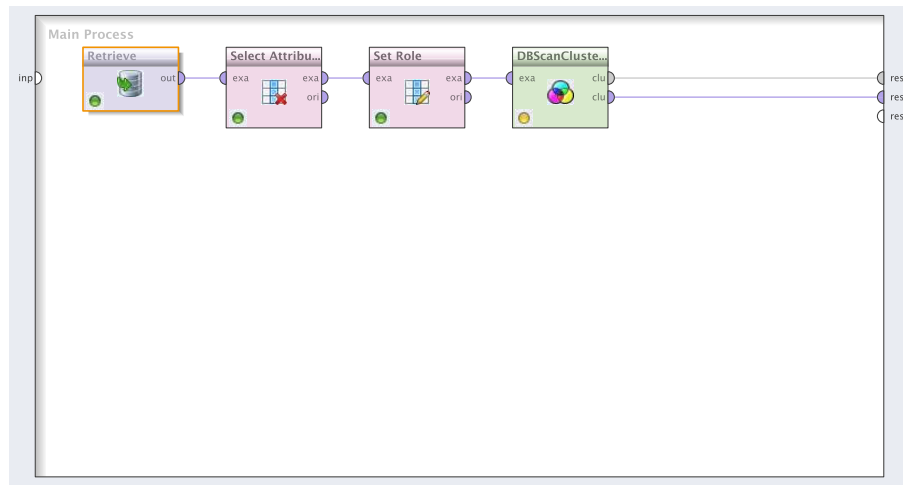 Main Process
Retrieve
Select Attribu...
Set Role
DBScanCluste...
inp
out
exa
exa
exa
exa
exa
clu
res
ori
ori
clu
res
res